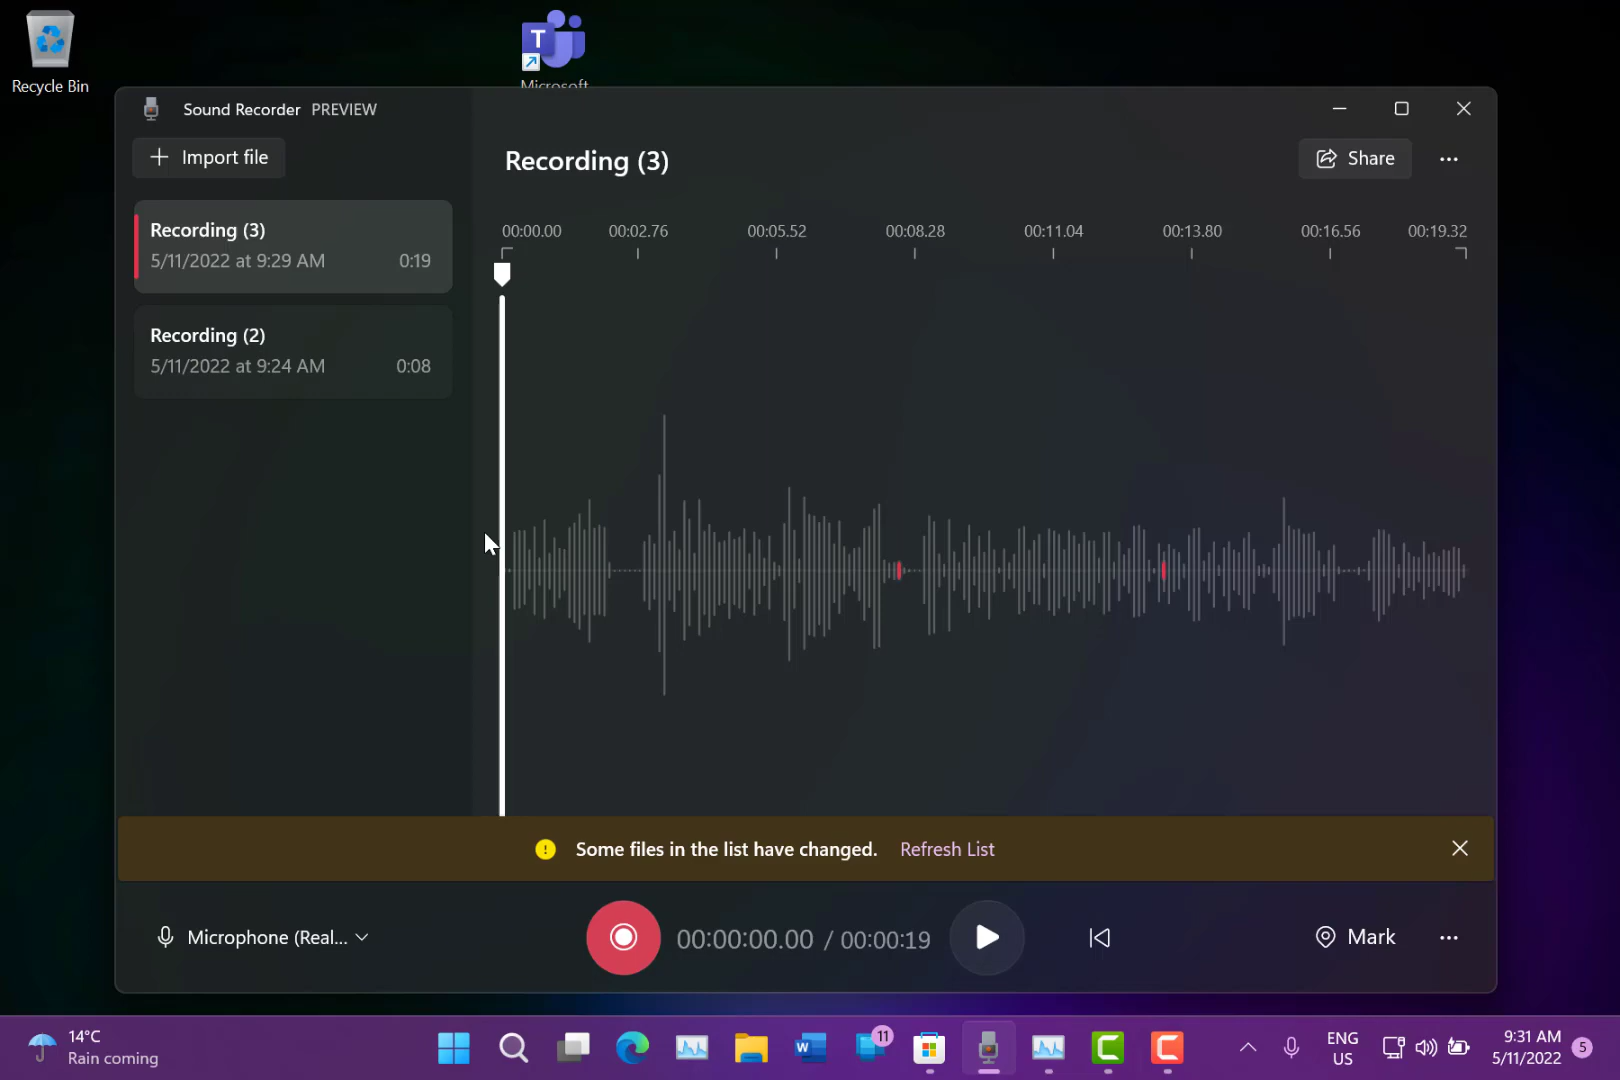 Recycle Bin
T
Microsoft
Sound Recorder PREVIEW
Import file
Recording (3)
5/11/2022 at 9:29 AM 0:19
Recording (2)
5/11/2022 at 9:24 AM 0:08
Recording (3)
Share
00:00.00 00:02.76 00:05.52 00:08.28 00:11.04 00:13.80 00:16.56 00:19.32
Some files in the list have changed. Refresh List
Microphone (Real...
00:00:00.00 / 00:00:19
Mark
14°C
Rain coming
W
11
ENG
US
9:31 AM
5/11/2022
5